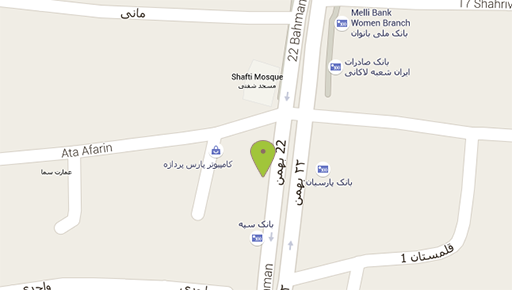 مانی
22 Bahman
Melli Bank
Women Branch
بانک ملی بانوان
17 Shahriv
بانک صادرات
ایران شعبه لاکانی
Shafti Mosque
مسجد شفتی
Ata Afarin
عمارت سما
کامپیوتر پارس پردازه
22 بهمن
۲۲ بهمن
بانک پارسیان
بانک سپه
قلمستان 1
واحدی